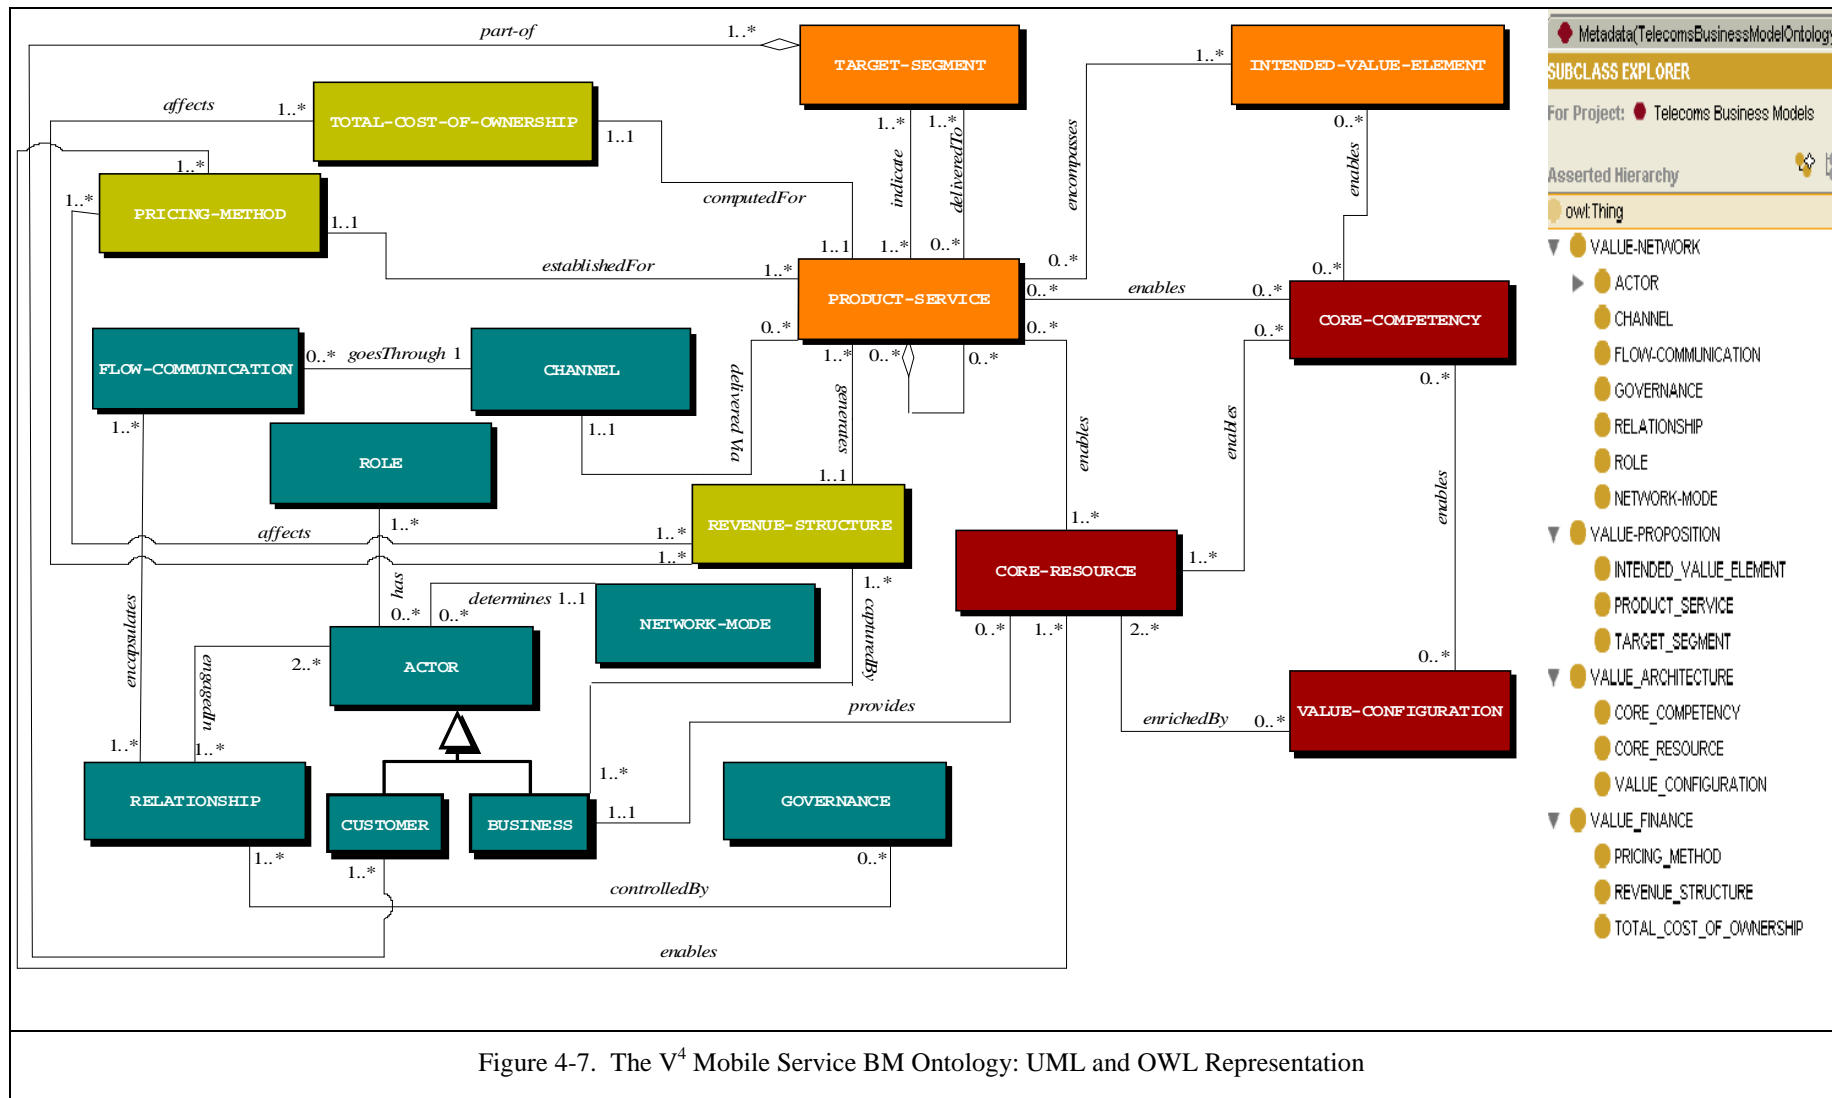 part-of
1..*
TARGET-SEGMENT
1..*
INTENDED-VALUE-ELEMENT
affects
1..*
TOTAL-COST-OF-OWNERSHIP
1..1
1..*
1..*
0..*
1..*
indicate
deliveredTo
encompasses
enables
1..*
PRICING-METHOD
1..1
computedFor
establishedFor
1..1
1..*
0..*
0..*
0..*
1..*
PRODUCT-SERVICE
0..*
enables
0..*
CORE-COMPETENCY
0..*
0..*
0..*
1..*
0..*
0..*
FLOW-COMMUNICATION
0..*
goesThrough 1
CHANNEL
1..*
1..1
delivered Via
generates
enables
enables
enables
0..*
ROLE
1..*
1..1
REVENUE-STRUCTURE
affects
1..*
1..*
1..*
1..*
1..*
CORE-RESOURCE
has
determines 1..1
0..*
0..*
NETWORK-MODE
capturedBy
0..*
1..*
2..*
0..*
encapsulates
engagedIn
2..*
ACTOR
provides
enrichedBy
0..*
VALUE-CONFIGURATION
1..*
1..*
1..*
RELATIONSHIP
CUSTOMER
BUSINESS
1..1
GOVERNANCE
1..*
1..*
0..*
controlledBy
enables
Metadata(TelecomsBusinessModelOntology
SUBCLASS EXPLORER
For Project: Telecoms Business Models
Asserted Hierarchy
owl:Thing
VALUE-NETWORK
ACTOR
CHANNEL
FLOW-COMMUNICATION
GOVERNANCE
RELATIONSHIP
ROLE
NETWORK-MODE
VALUE-PROPOSITION
INTENDED_VALUE_ELEMENT
PRODUCT_SERVICE
TARGET_SEGMENT
VALUE_ARCHITECTURE
CORE_COMPETENCY
CORE_RESOURCE
VALUE_CONFIGURATION
VALUE_FINANCE
PRICING_METHOD
REVENUE_STRUCTURE
TOTAL_COST_OF_OWNERSHIP
Figure 4-7. The V⁴ Mobile Service BM Ontology: UML and OWL Representation